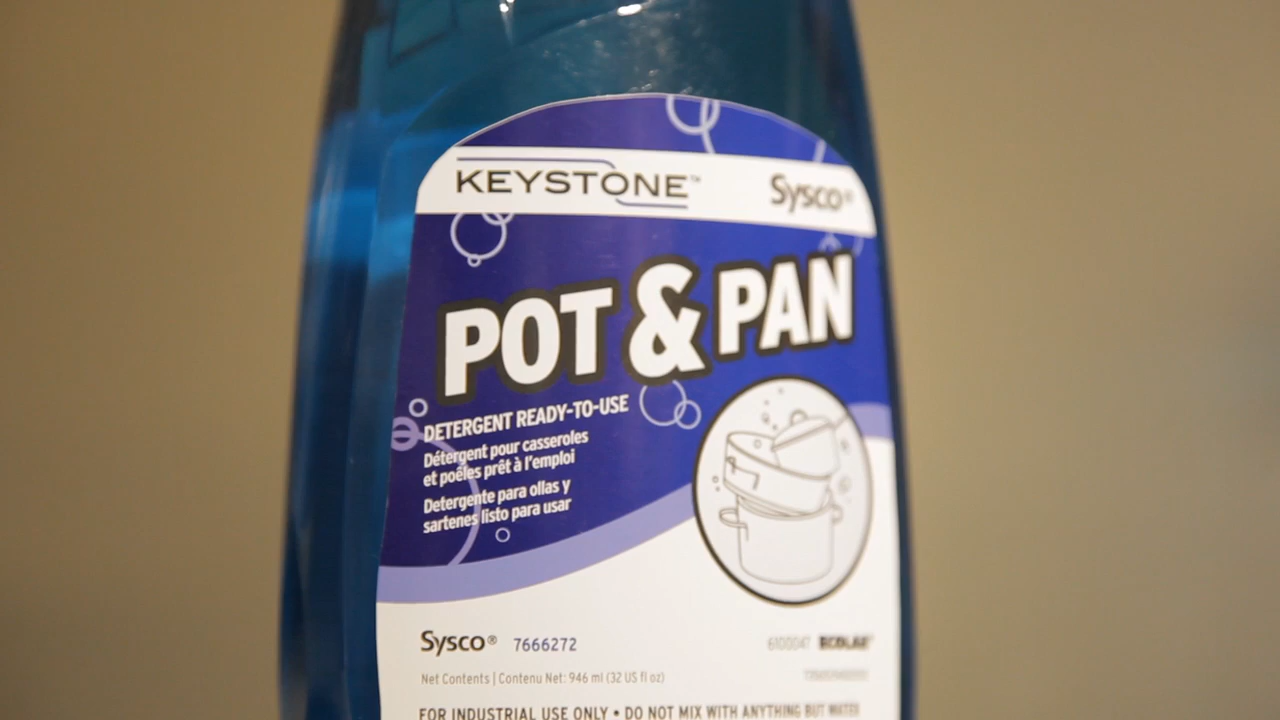 KEYSTONE™ Sysco®
POT & PAN
DETERGENT READY-TO-USE
Détergent pour casseroles
et poêles prêt à l'emploi
Detergente para ollas y
sartenes listo para usar
Sysco® 7666272 6100047 ECOLAB®
Net Contents | Contenu Net: 946 ml (32 US fl oz)
FOR INDUSTRIAL USE ONLY • DO NOT MIX WITH ANYTHING BUT WATER